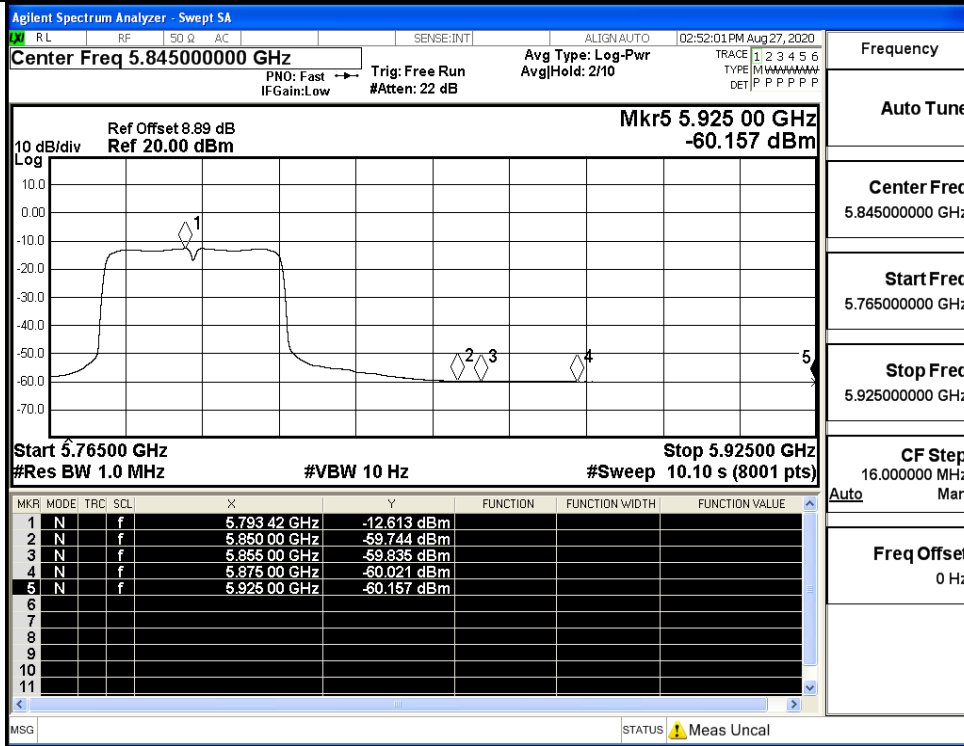 Agilent Spectrum Analyzer - Swept SA
LXI RL RF 50 Ω AC SENSE:INT ALIGN AUTO 02:52:01 PM Aug 27, 2020
Center Freq 5.845000000 GHz
PNO: Fast
IFGain:Low
Trig: Free Run
#Atten: 22 dB
Avg Type: Log-Pwr
Avg|Hold: 2/10
TRACE 1 2 3 4 5 6
TYPE M WWWWW
DET P P P P P P
Ref Offset 8.89 dB
10 dB/div Ref 20.00 dBm
Log
Mkr5 5.925 00 GHz
-60.157 dBm
10.0
0.00
-10.0
-20.0
-30.0
-40.0
-50.0
-60.0
-70.0
1
2 3 4 5
Start 5.76500 GHz Stop 5.92500 GHz
#Res BW 1.0 MHz #VBW 10 Hz #Sweep 10.10 s (8001 pts)
MKR MODE TRC SCL X Y FUNCTION FUNCTION WIDTH FUNCTION VALUE
1 N f 5.793 42 GHz -12.613 dBm
2 N f 5.850 00 GHz -59.744 dBm
3 N f 5.855 00 GHz -59.835 dBm
4 N f 5.875 00 GHz -60.021 dBm
5 N f 5.925 00 GHz -60.157 dBm
6
7
8
9
10
11
MSG STATUS Meas Uncal
Frequency
Auto Tune
Center Freq
5.845000000 GHz
Start Freq
5.765000000 GHz
Stop Freq
5.925000000 GHz
CF Step
16.000000 MHz
Auto Man
Freq Offset
0 Hz